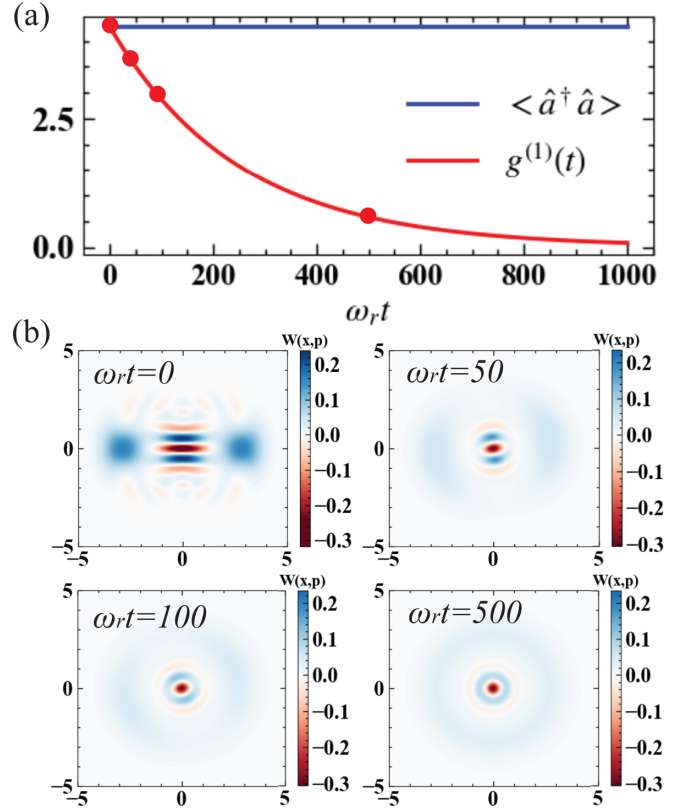 (a)
2.5
0.0
< â† â >
g(1)(t)
0 200 400 600 800 1000
ωrt
(b)
W(x,p) W(x,p)
5 5
ωrt=0 ωrt=50
0.2 0.2
0.1 0.1
0 0.0 0 0.0
−0.1 −0.1
−0.2 −0.2
−0.3 −0.3
−5 −5
−5 0 5 −5 0 5
W(x,p) W(x,p)
5 5
ωrt=100 ωrt=500
0.2 0.2
0.1 0.1
0 0.0 0 0.0
−0.1 −0.1
−0.2 −0.2
−0.3 −0.3
−5 −5
−5 0 5 −5 0 5